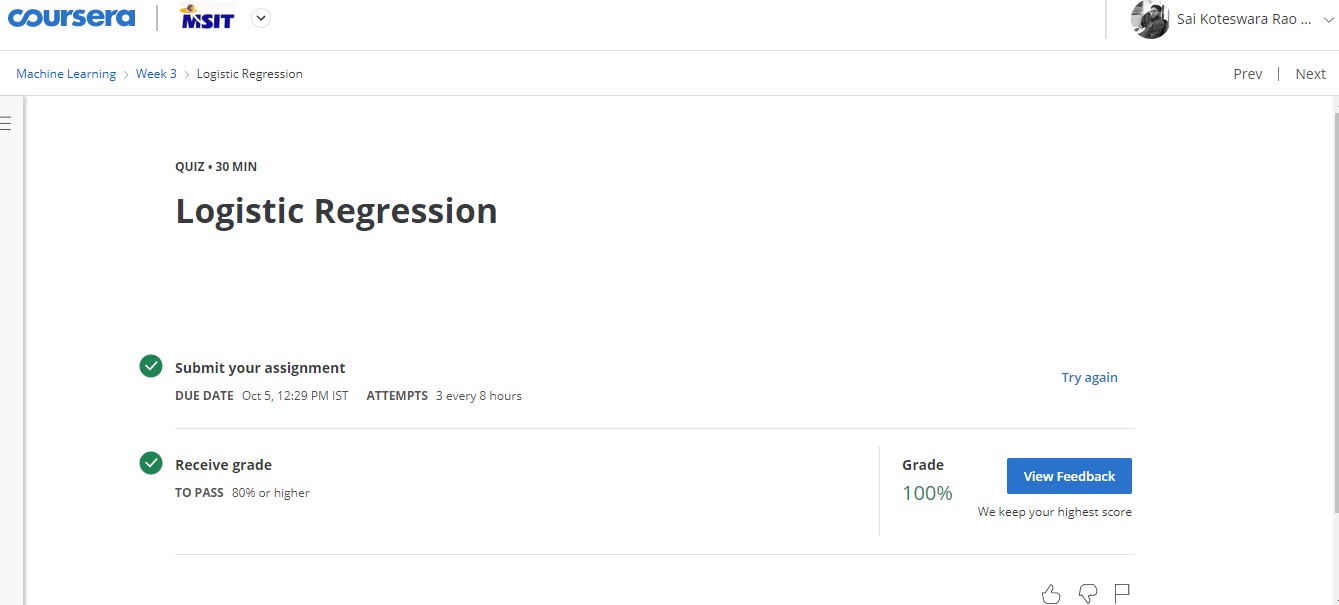 coursera MSIT Sai Koteswara Rao ...
Machine Learning > Week 3 > Logistic Regression Prev | Next
QUIZ • 30 MIN
Logistic Regression
Submit your assignment
Try again
DUE DATE Oct 5, 12:29 PM IST ATTEMPTS 3 every 8 hours
Receive grade
TO PASS 80% or higher
Grade
100%
View Feedback
We keep your highest score